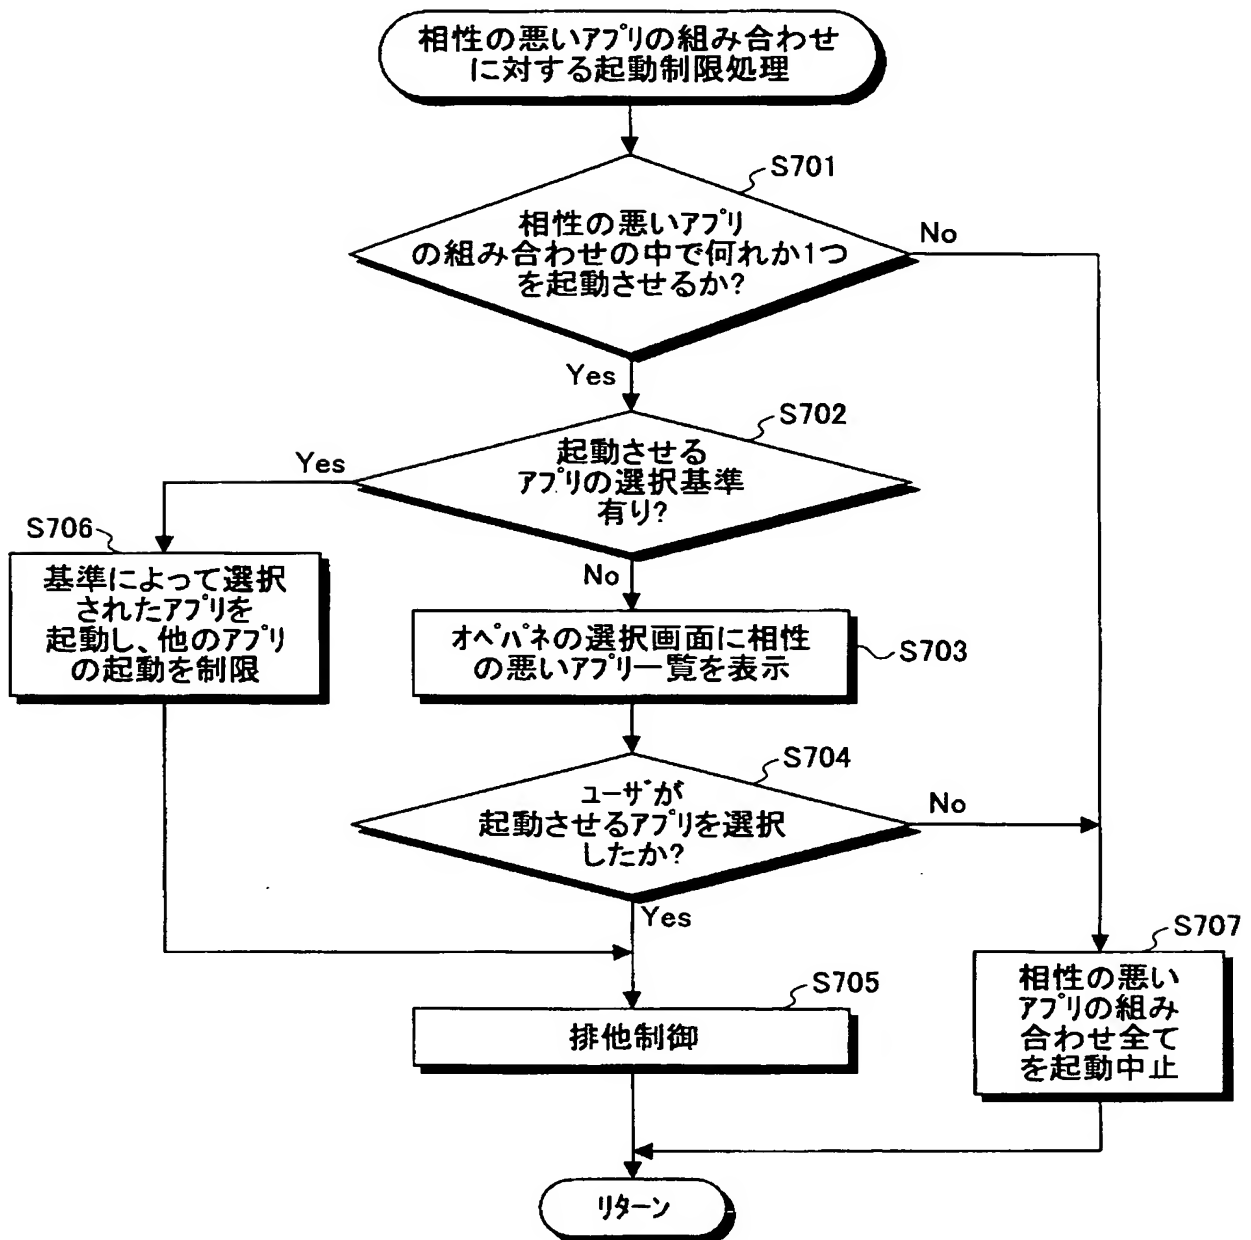 相性の悪いアプリの組み合わせ
に対する起動制限処理
S701
相性の悪いアプリ
の組み合わせの中で何れか1つ
を起動させるか?
No
Yes
S702
起動させる
アプリの選択基準
有り?
Yes
No
S706
基準によって選択
されたアプリを
起動し、他のアプリ
の起動を制限
オペパネの選択画面に相性
の悪いアプリ一覧を表示
S703
S704
ユーザが
起動させるアプリを選択
したか?
No
Yes
S707
相性の悪い
アプリの組み
合わせ全て
を起動中止
S705
排他制御
リターン